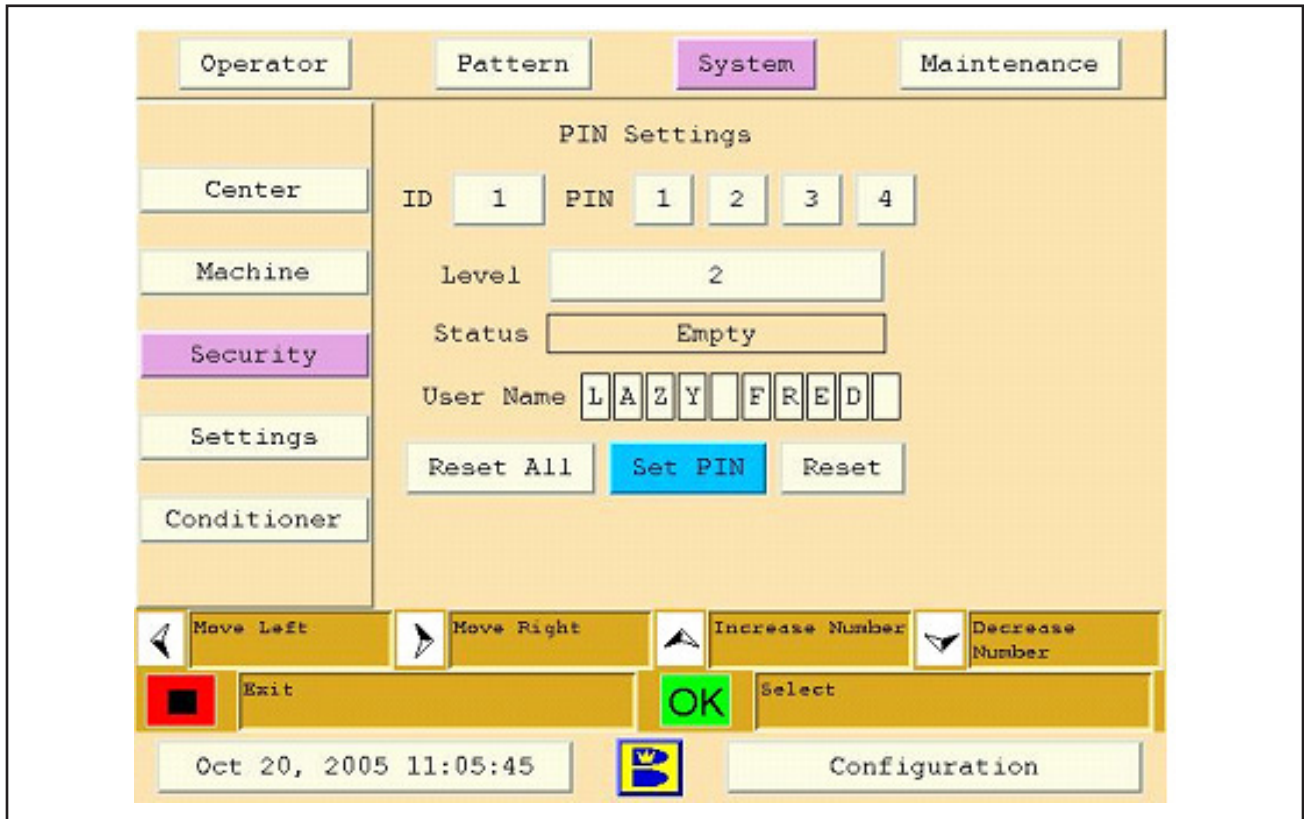 Operator Pattern System Maintenance
PIN Settings
Center
ID 1 PIN 1 2 3 4
Machine
Level 2
Status Empty
Security
User Name LAZY FRED
Settings
Reset All Set PIN Reset
Conditioner
Move Left Move Right Increase Number Decrease Number
Exit OK Select
Oct 20, 2005 11:05:45 Configuration